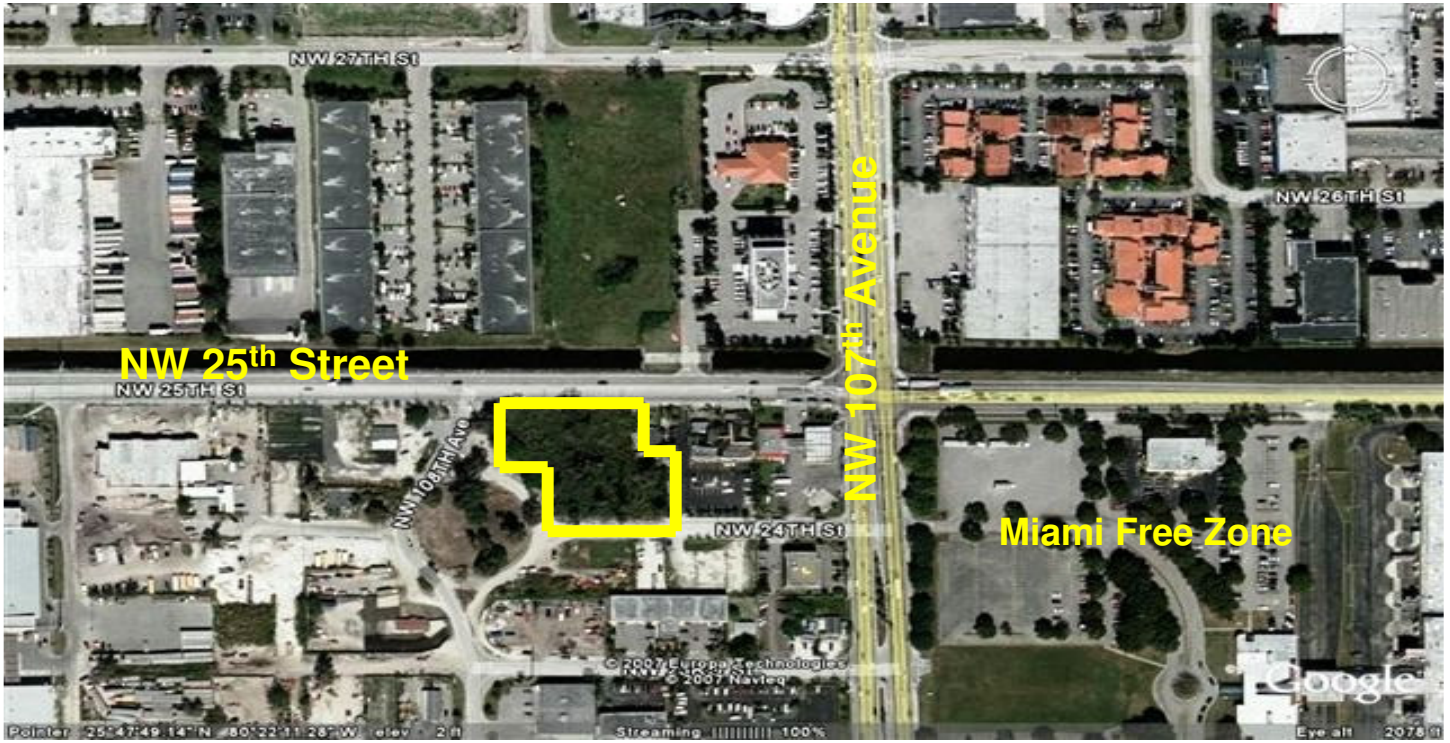 NW 27TH St
NW 26TH St
NW 25th Street
NW 25TH St
NW 107th Avenue
NW 108TH Ave
NW 24TH St
Miami Free Zone
© 2007 Europa Technologies
© 2007 Navteq
Google
Pointer 25°47'49.14" N 80°22'11.28" W elev 2 ft
Streaming |||||||||| 100%
Eye alt 2078 ft